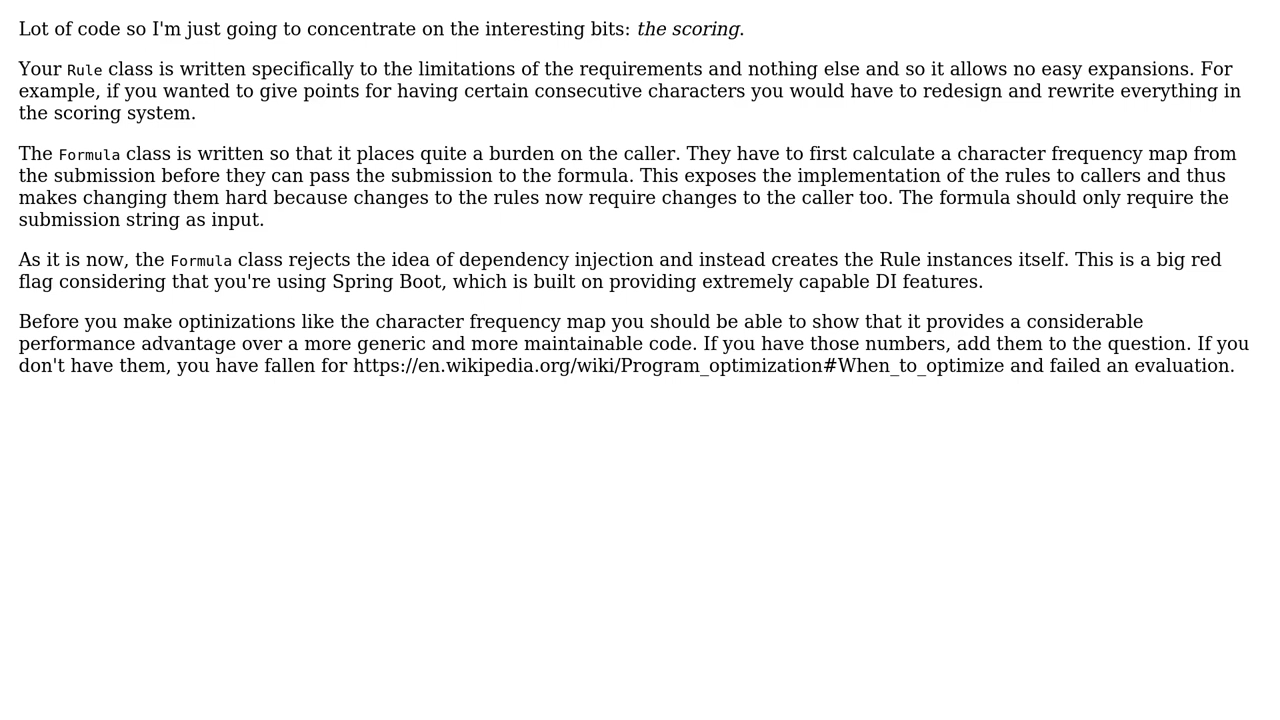 Lot of code so I'm just going to concentrate on the interesting bits: the scoring.
Your Rule class is written specifically to the limitations of the requirements and nothing else and so it allows no easy expansions. For
example, if you wanted to give points for having certain consecutive characters you would have to redesign and rewrite everything in
the scoring system.
The Formula class is written so that it places quite a burden on the caller. They have to first calculate a character frequency map from
the submission before they can pass the submission to the formula. This exposes the implementation of the rules to callers and thus
makes changing them hard because changes to the rules now require changes to the caller too. The formula should only require the
submission string as input.
As it is now, the Formula class rejects the idea of dependency injection and instead creates the Rule instances itself. This is a big red
flag considering that you're using Spring Boot, which is built on providing extremely capable DI features.
Before you make optinizations like the character frequency map you should be able to show that it provides a considerable
performance advantage over a more generic and more maintainable code. If you have those numbers, add them to the question. If you
don't have them, you have fallen for https://en.wikipedia.org/wiki/Program_optimization#When_to_optimize and failed an evaluation.